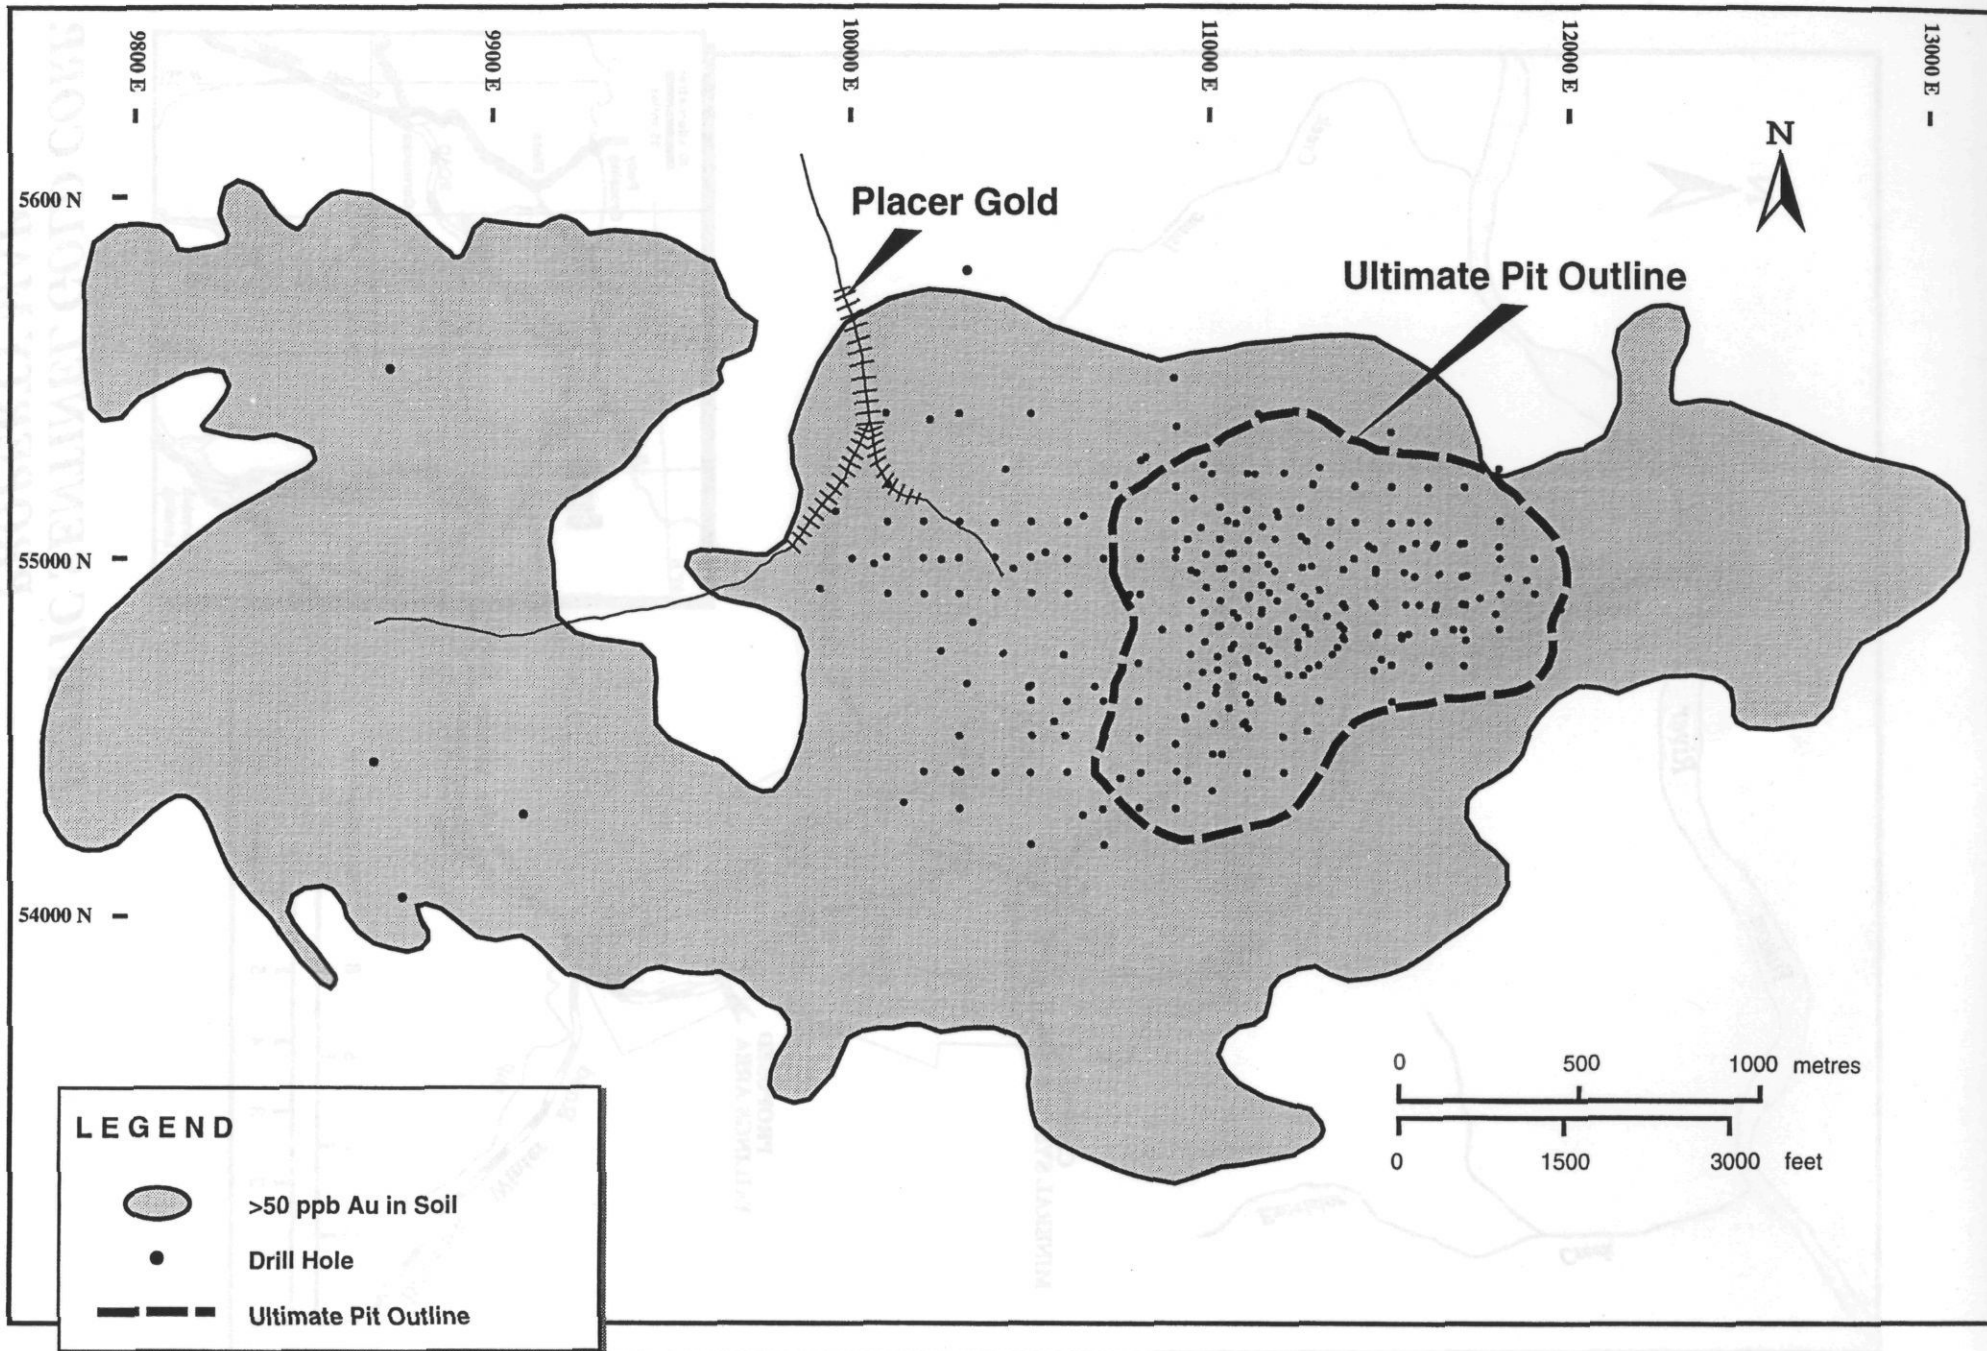 9800 E
9900 E
10000 E
11000 E
12000 E
13000 E
N
5600 N
Placer Gold
Ultimate Pit Outline
55000 N
54000 N
0 500 1000 metres
0 1500 3000 feet
LEGEND
>50 ppb Au in Soil
Drill Hole
Ultimate Pit Outline